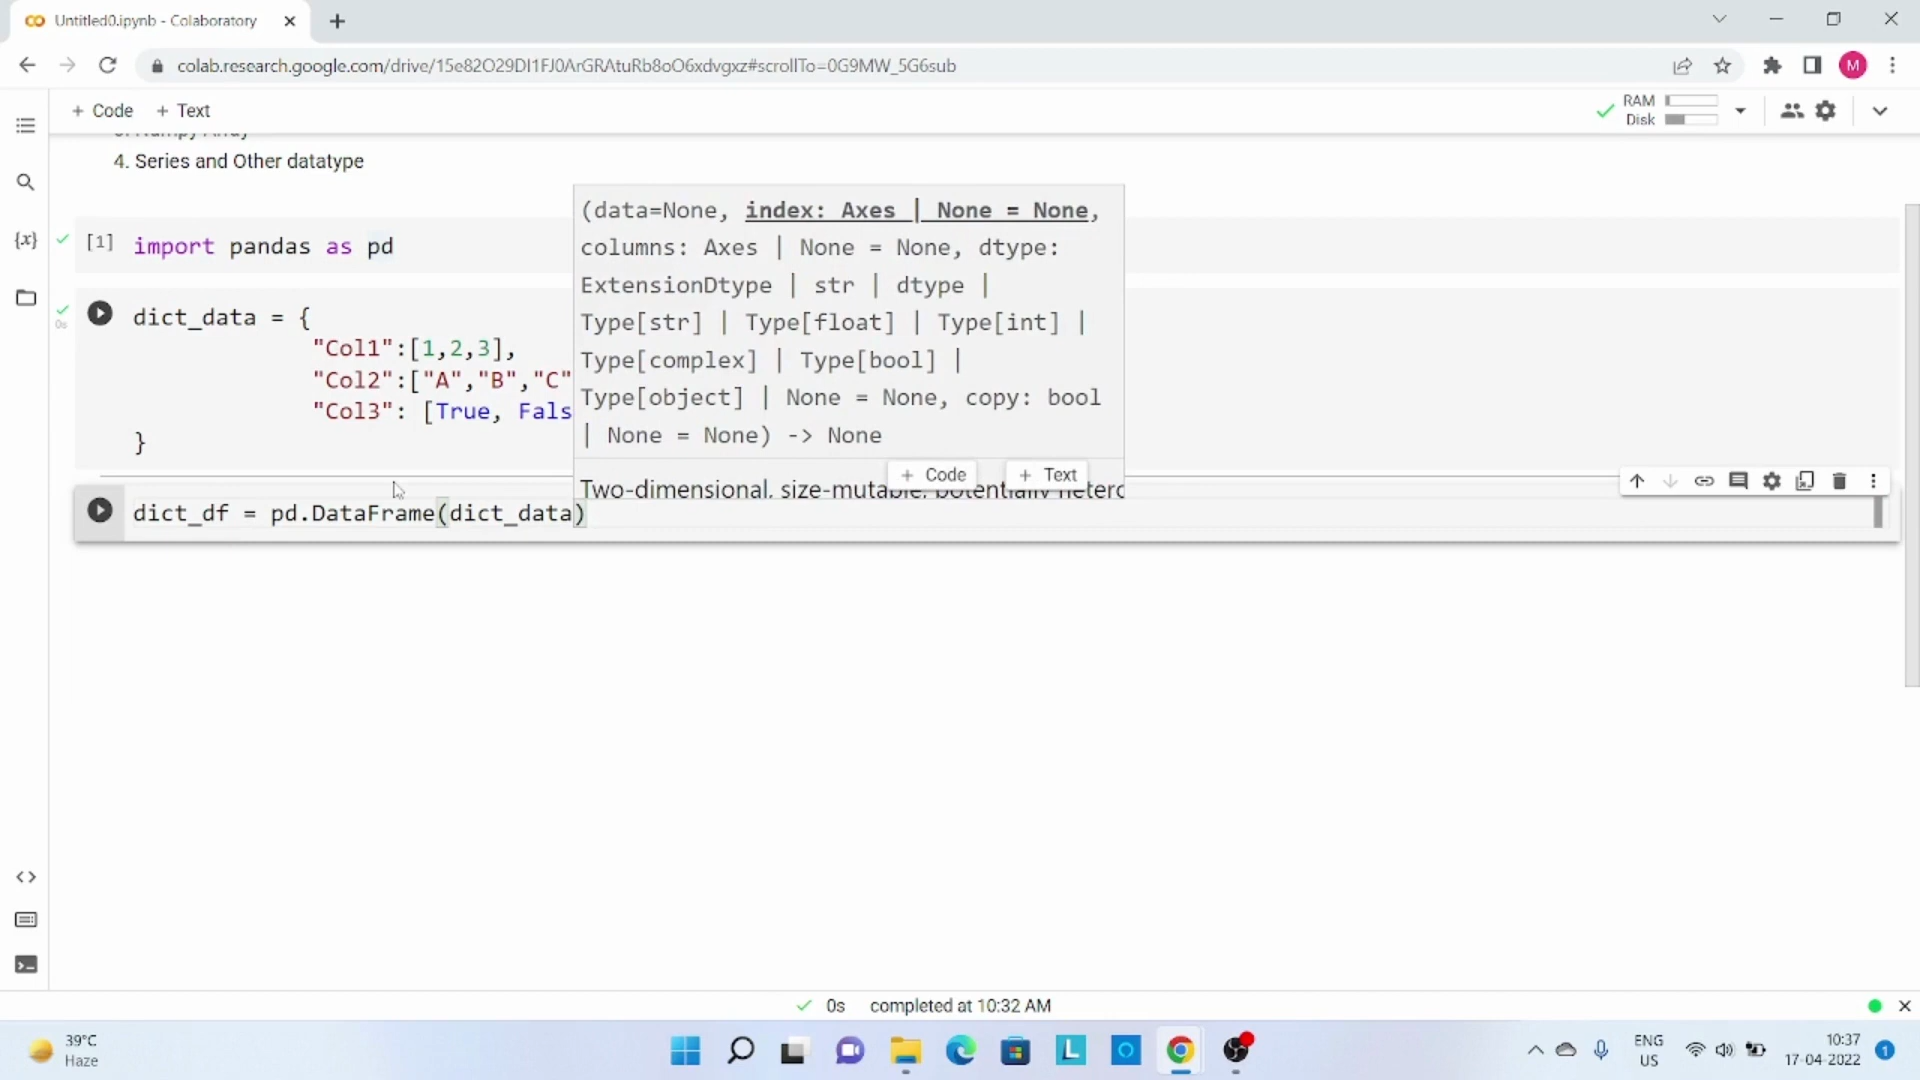 Untitled0.ipynb - Colaboratory
colab.research.google.com/drive/15e82O29DI1FJ0ArGRAtuRb8oO6xdvgxz#scrollTo=0G9MW_5G6sub
M
+ Code + Text
RAM
Disk
4. Series and Other datatype
{x}
[1] import pandas as pd
(data=None, index: Axes | None = None,
columns: Axes | None = None, dtype:
ExtensionDtype | str | dtype |
Type[str] | Type[float] | Type[int] |
Type[complex] | Type[bool] |
Type[object] | None = None, copy: bool
| None = None) -> None
Two-dimensional, size-mutable, potentially
+ Code + Text
0s
dict_data = {
"Col1":[1,2,3],
"Col2":["A","B","C"
"Col3": [True, Fals
}
dict_df = pd.DataFrame(dict_data)
0s completed at 10:32 AM
39°C
Haze
L
ENG
US
10:37
17-04-2022
1